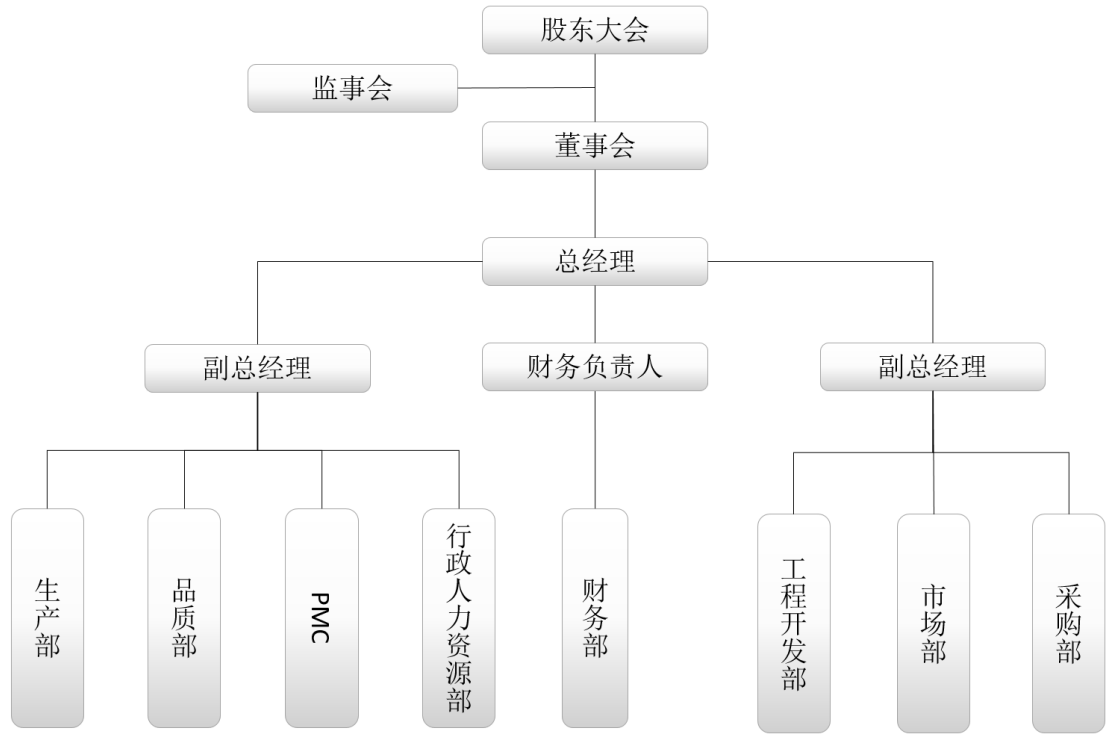 股东大会
监事会
董事会
总经理
副总经理
财务负责人
副总经理
生产部
品质部
PMC
行政人力资源部
财务部
工程开发部
市场部
采购部